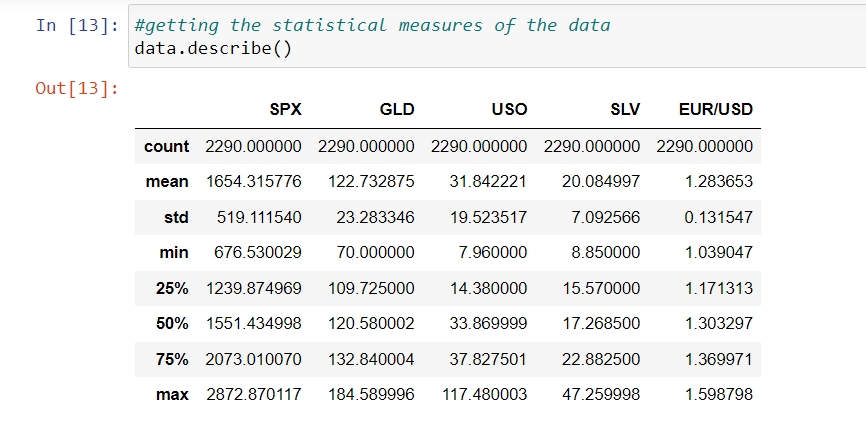 In [13]: #getting the statistical measures of the data
data.describe()
Out[13]:
SPX GLD USO SLV EUR/USD
count 2290.000000 2290.000000 2290.000000 2290.000000 2290.000000
mean 1654.315776 122.732875 31.842221 20.084997 1.283653
std 519.111540 23.283346 19.523517 7.092566 0.131547
min 676.530029 70.000000 7.960000 8.850000 1.039047
25% 1239.874969 109.725000 14.380000 15.570000 1.171313
50% 1551.434998 120.580002 33.869999 17.268500 1.303297
75% 2073.010070 132.840004 37.827501 22.882500 1.369971
max 2872.870117 184.589996 117.480003 47.259998 1.598798